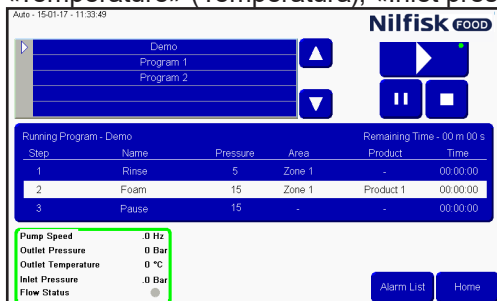 «Temperature» (Temperatura), «Inlet pres
Auto - 15-01-17 - 11:33:49
Nilfisk FOOD
Demo
Program 1
Program 2
Running Program - Demo Remaining Time - 00 m 00 s
Step Name Pressure Area Product Time
1 Rinse 5 Zone 1 - 00:00:00
2 Foam 15 Zone 1 Product 1 00:00:00
3 Pause 15 - - 00:00:00
Pump Speed .0 Hz
Outlet Pressure 0 Bar
Outlet Temperature 0 °C
Inlet Pressure .0 Bar
Flow Status
Alarm List Home